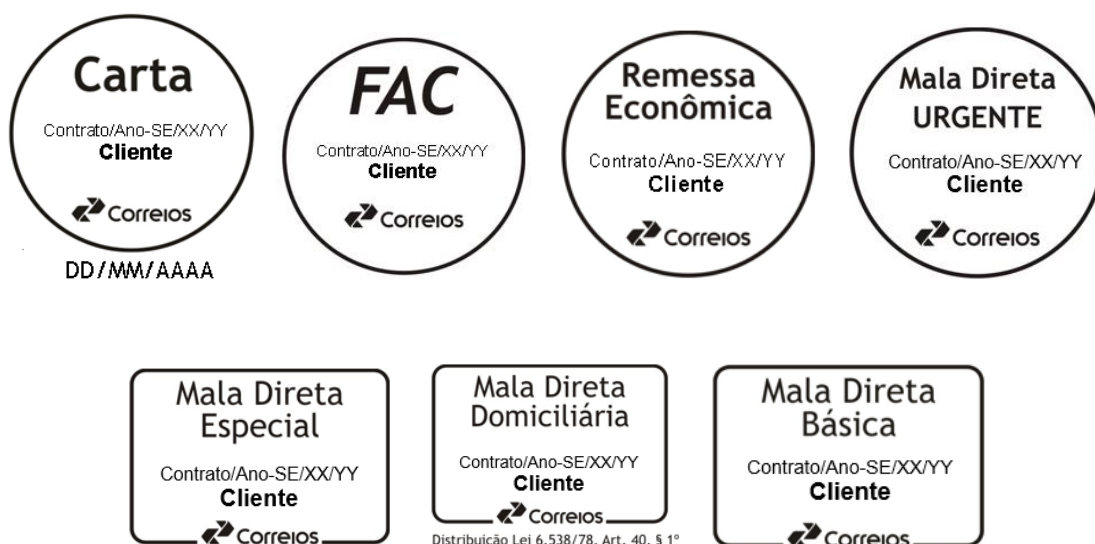 Carta
Contrato/Ano-SE/XX/YY
Cliente
Correios
DD/MM/AAAA
FAC
Contrato/Ano-SE/XX/YY
Cliente
Correios
Remessa
Econômica
Contrato/Ano-SE/XX/YY
Cliente
Correios
Mala Direta
URGENTE
Contrato/Ano-SE/XX/YY
Cliente
Correios
Mala Direta
Especial
Contrato/Ano-SE/XX/YY
Cliente
Correios
Mala Direta
Domiciliária
Contrato/Ano-SE/XX/YY
Cliente
Correios
Distribuição Lei 6.538/78, Art. 40, § 1º
Mala Direta
Básica
Contrato/Ano-SE/XX/YY
Cliente
Correios